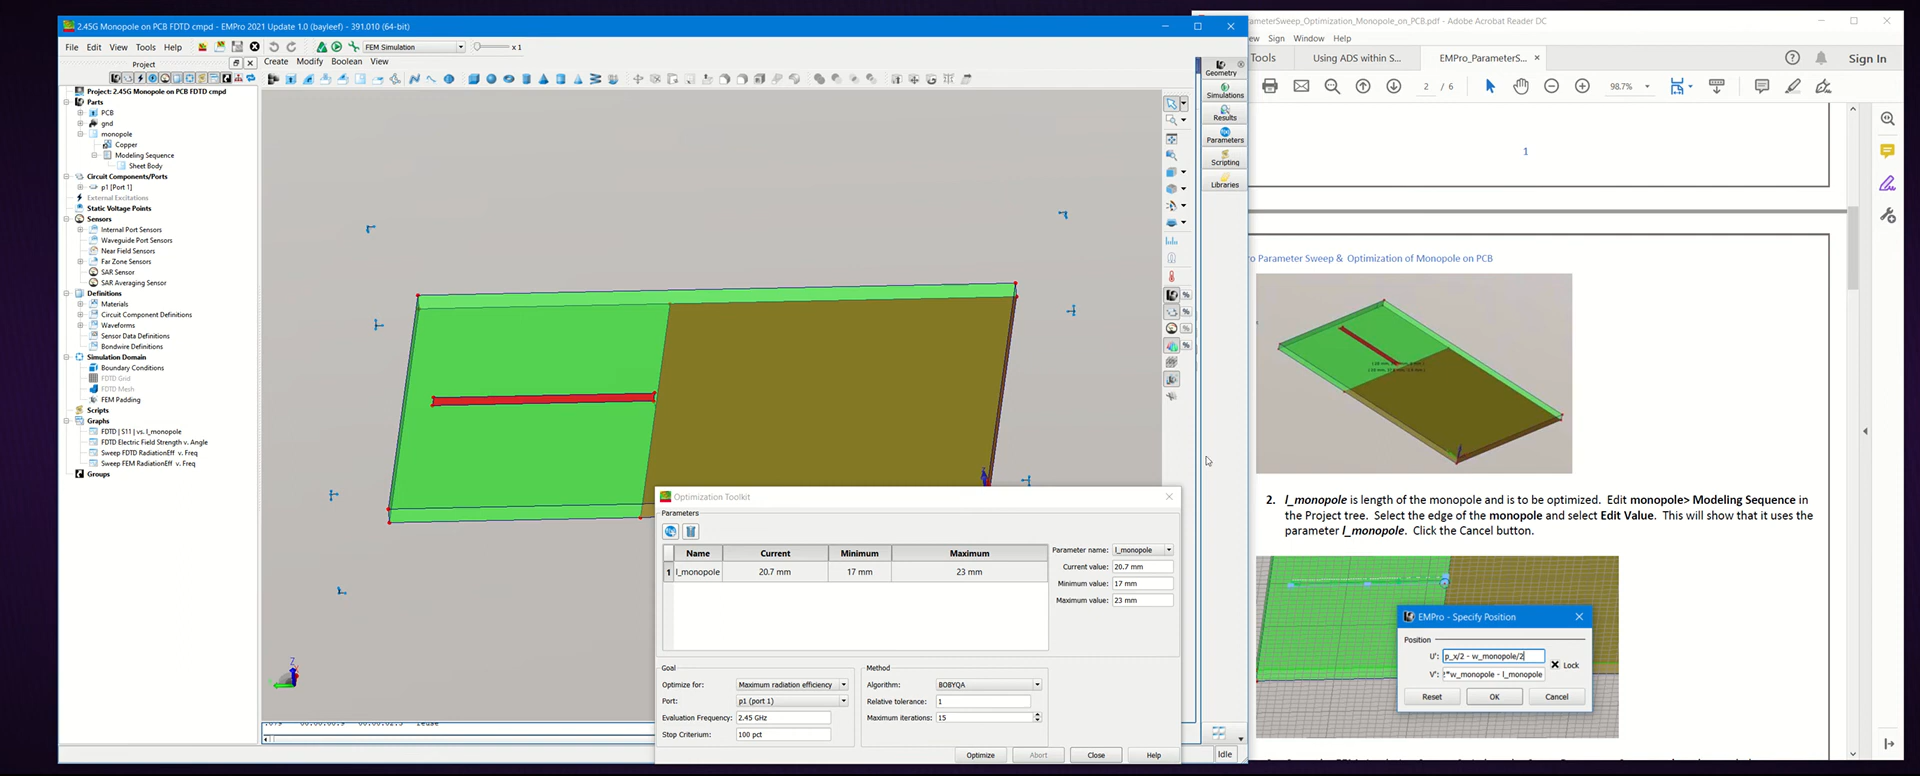 2.45G Monopole on PCB FDTD cmpd - EMPro 2021 Update 1.0 (bayleef) - 391.010 (64-bit)
File Edit View Tools Help
FEM Simulation
x 1
Project
Create Modify Boolean View
Project: 2.45G Monopole on PCB FDTD cmpd
Parts
PCB
gnd
monopole
Copper
Modeling Sequence
Sheet Body
Circuit Components/Ports
p1 [Port 1]
External Excitations
Static Voltage Points
Sensors
Internal Port Sensors
Waveguide Port Sensors
Near Field Sensors
Far Zone Sensors
SAR Sensor
SAR Averaging Sensor
Definitions
Materials
Circuit Component Definitions
Waveforms
Sensor Data Definitions
Bondwire Definitions
Simulation Domain
Boundary Conditions
FDTD Grid
FDTD Mesh
FEM Padding
Scripts
Graphs
FDTD | S11 | vs. l_monopole
FDTD Electric Field Strength v. Angle
Sweep FDTD RadiationEff v. Freq
Sweep FEM RadiationEff v. Freq
Groups
Z
Geometry
Simulations
Results
Parameters
Scripting
Libraries
Idle
Optimization Toolkit
Parameters
Name Current Minimum Maximum
1 l_monopole 20.7 mm 17 mm 23 mm
Parameter name: l_monopole
Current value: 20.7 mm
Minimum value: 17 mm
Maximum value: 23 mm
Goal
Optimize for: Maximum radiation efficiency
Port: p1 (port 1)
Evaluation Frequency: 2.45 GHz
Stop Criterium: 100 pct
Method
Algorithm: BOBYQA
Relative tolerance: 1
Maximum iterations: 15
Optimize Abort Close Help
ameterSweep_Optimization_Monopole_on_PCB.pdf - Adobe Acrobat Reader DC
ew Sign Window Help
Tools Using ADS within S... EMPro_ParameterS... Sign In
2 / 6 98.7%
1
ro Parameter Sweep & Optimization of Monopole on PCB
2. l_monopole is length of the monopole and is to be optimized. Edit monopole> Modeling Sequence in
the Project tree. Select the edge of the monopole and select Edit Value. This will show that it uses the
parameter l_monopole. Click the Cancel button.
EMPro - Specify Position
Position
U': p_x/2 - w_monopole/2
V': *w_monopole - l_monopole
Lock
Reset OK Cancel